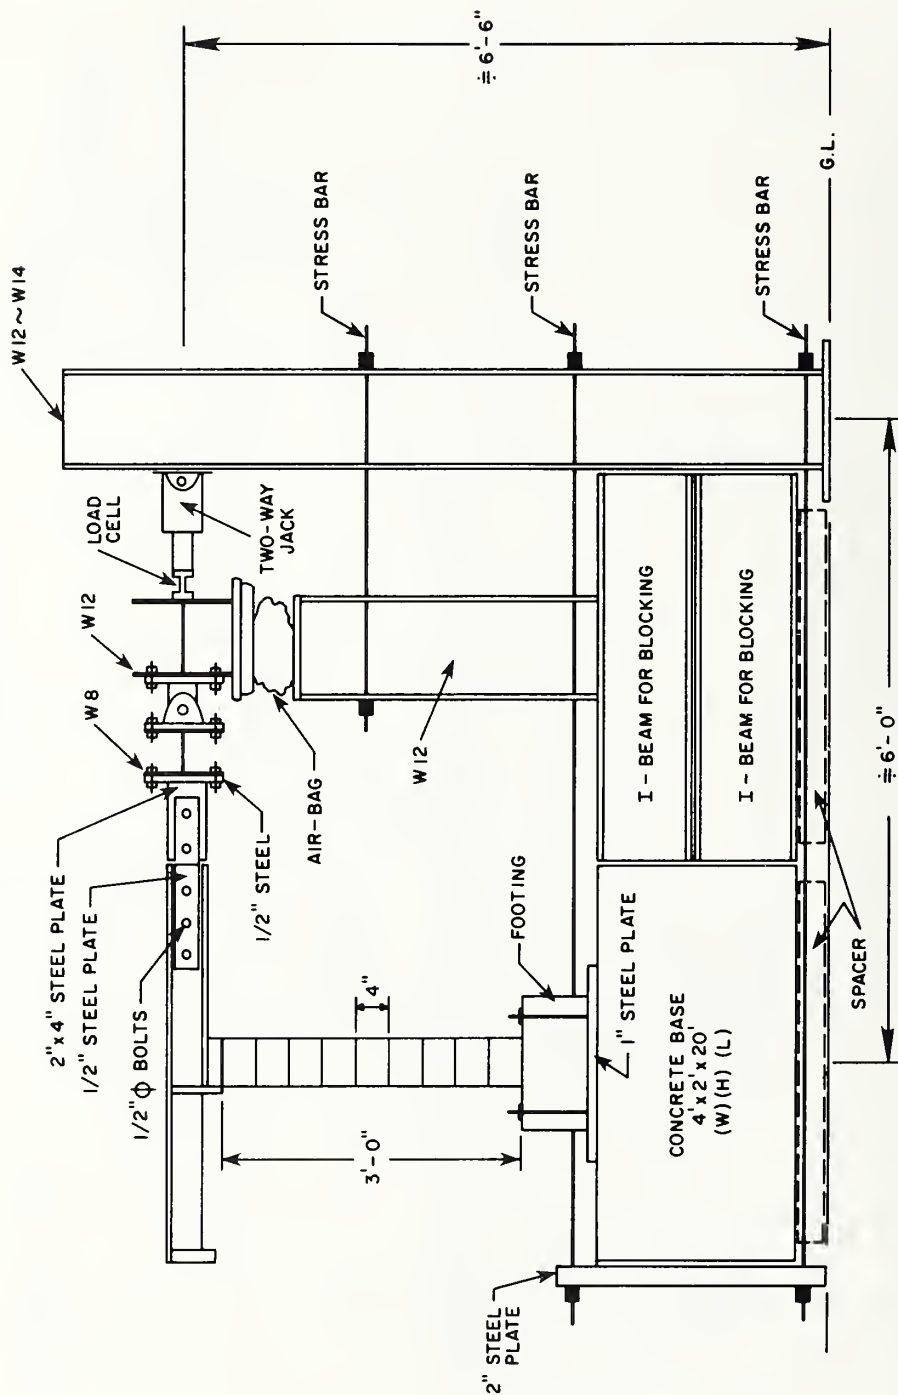 W12~W14
≑6'-6"
STRESS BAR
STRESS BAR
STRESS BAR
G.L.
LOAD
CELL
TWO-WAY
JACK
W12
W8
AIR-BAG
W12
I-BEAM FOR BLOCKING
I-BEAM FOR BLOCKING
≑6'-0"
2"x4" STEEL PLATE
1/2" STEEL PLATE
1/2"Φ BOLTS
1/2" STEEL
4"
3'-0"
FOOTING
1" STEEL PLATE
CONCRETE BASE
4'x2'x20'
(W)(H)(L)
SPACER
2" STEEL
PLATE